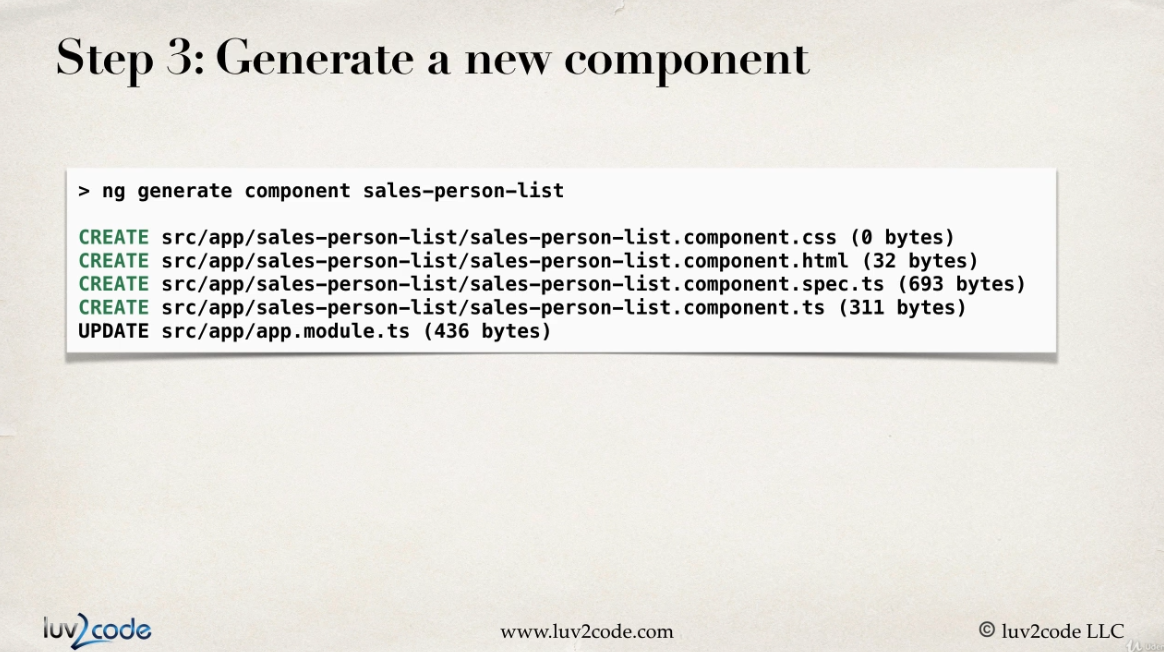 Step 3: Generate a new component
> ng generate component sales-person-list
CREATE src/app/sales-person-list/sales-person-list.component.css (0 bytes)
CREATE src/app/sales-person-list/sales-person-list.component.html (32 bytes)
CREATE src/app/sales-person-list/sales-person-list.component.spec.ts (693 bytes)
CREATE src/app/sales-person-list/sales-person-list.component.ts (311 bytes)
UPDATE src/app/app.module.ts (436 bytes)
luv2code
www.luv2code.com
© luv2code LLC